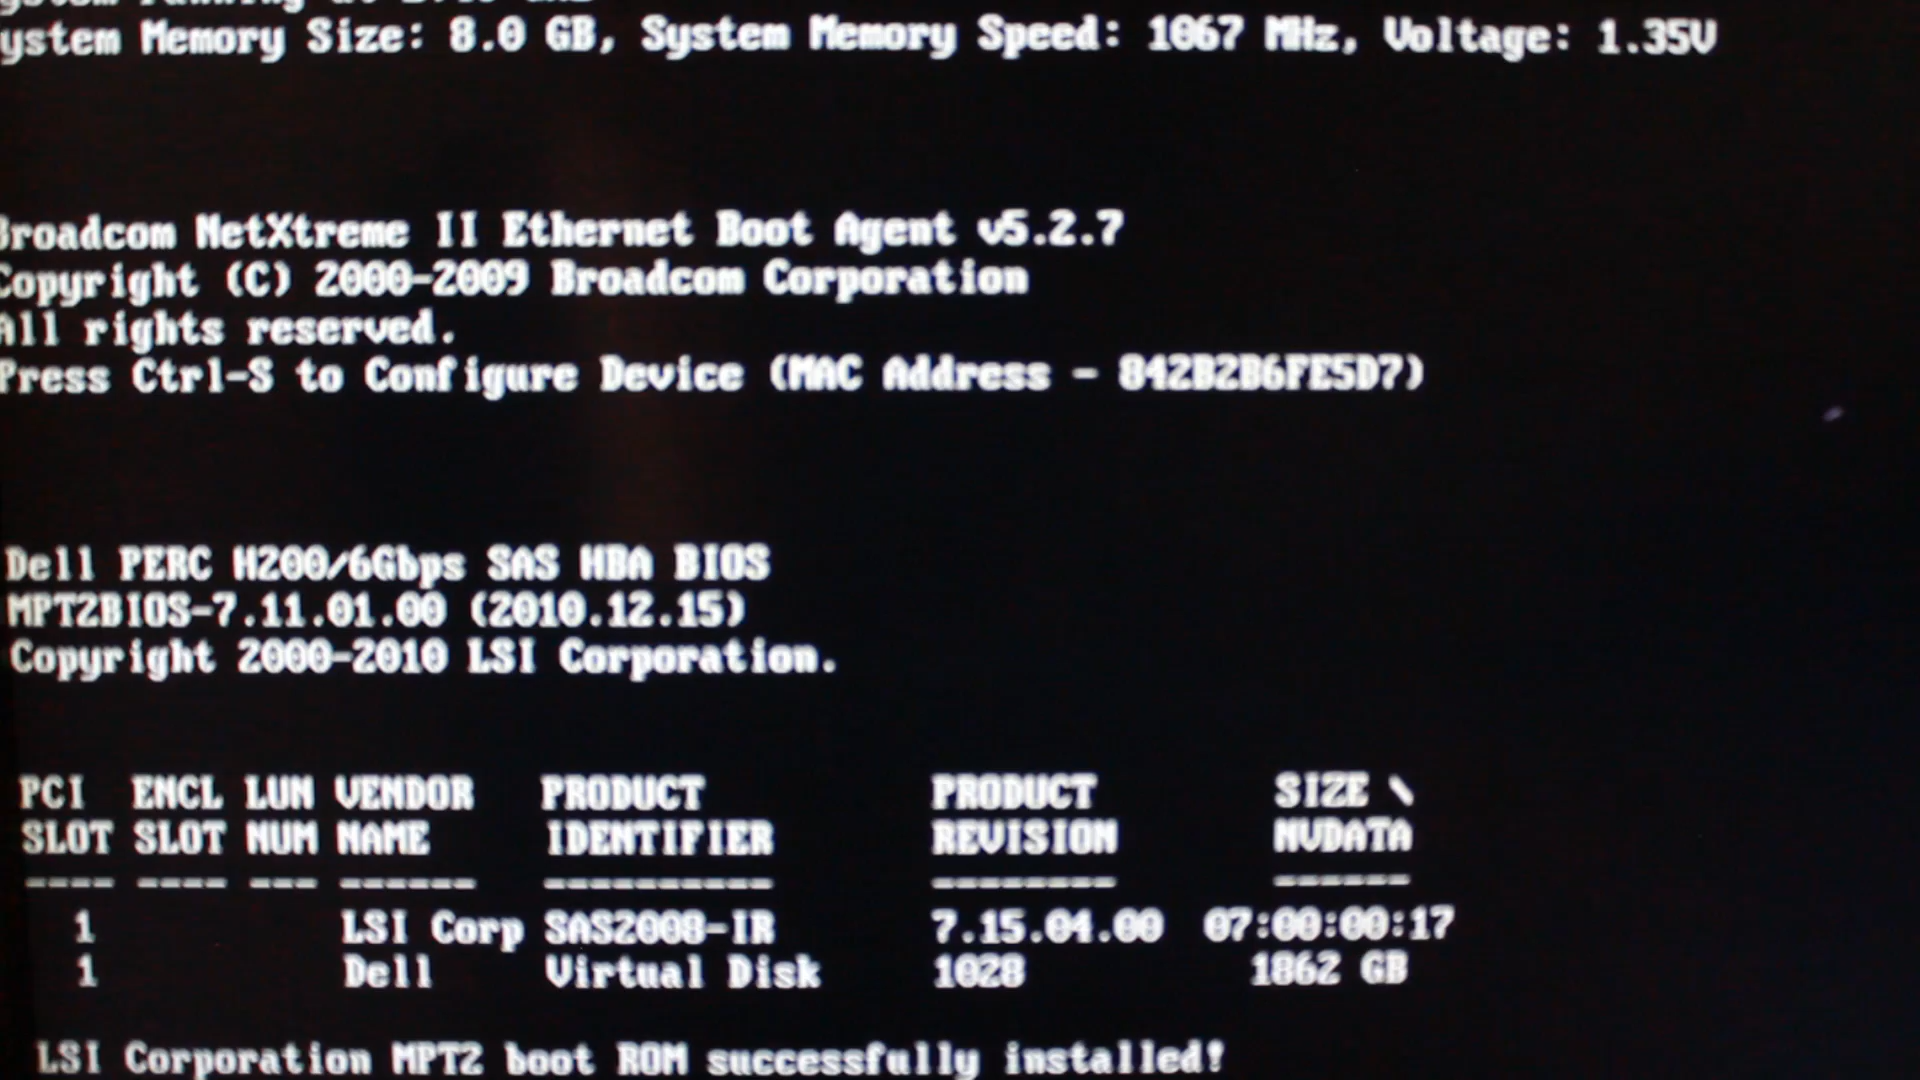 ystem Memory Size: 8.0 GB, System Memory Speed: 1067 MHz, Voltage: 1.35V
Broadcom NetXtreme II Ethernet Boot Agent v5.2.7
Copyright (C) 2000-2009 Broadcom Corporation
All rights reserved.
Press Ctrl-S to Configure Device (MAC Address - 842B2B6FE5D7)
Dell PERC H200/6Gbps SAS HBA BIOS
MPT2BIOS-7.11.01.00 (2010.12.15)
Copyright 2000-2010 LSI Corporation.
PCI ENCL LUN VENDOR PRODUCT PRODUCT SIZE \
SLOT SLOT NUM NAME IDENTIFIER REVISION NVDATA
---- ---- --- ------ ---------- -------- ------
1 LSI Corp SAS2008-IR 7.15.04.00 07:00:00:17
1 Dell Virtual Disk 1028 1862 GB
LSI Corporation MPT2 boot ROM successfully installed!